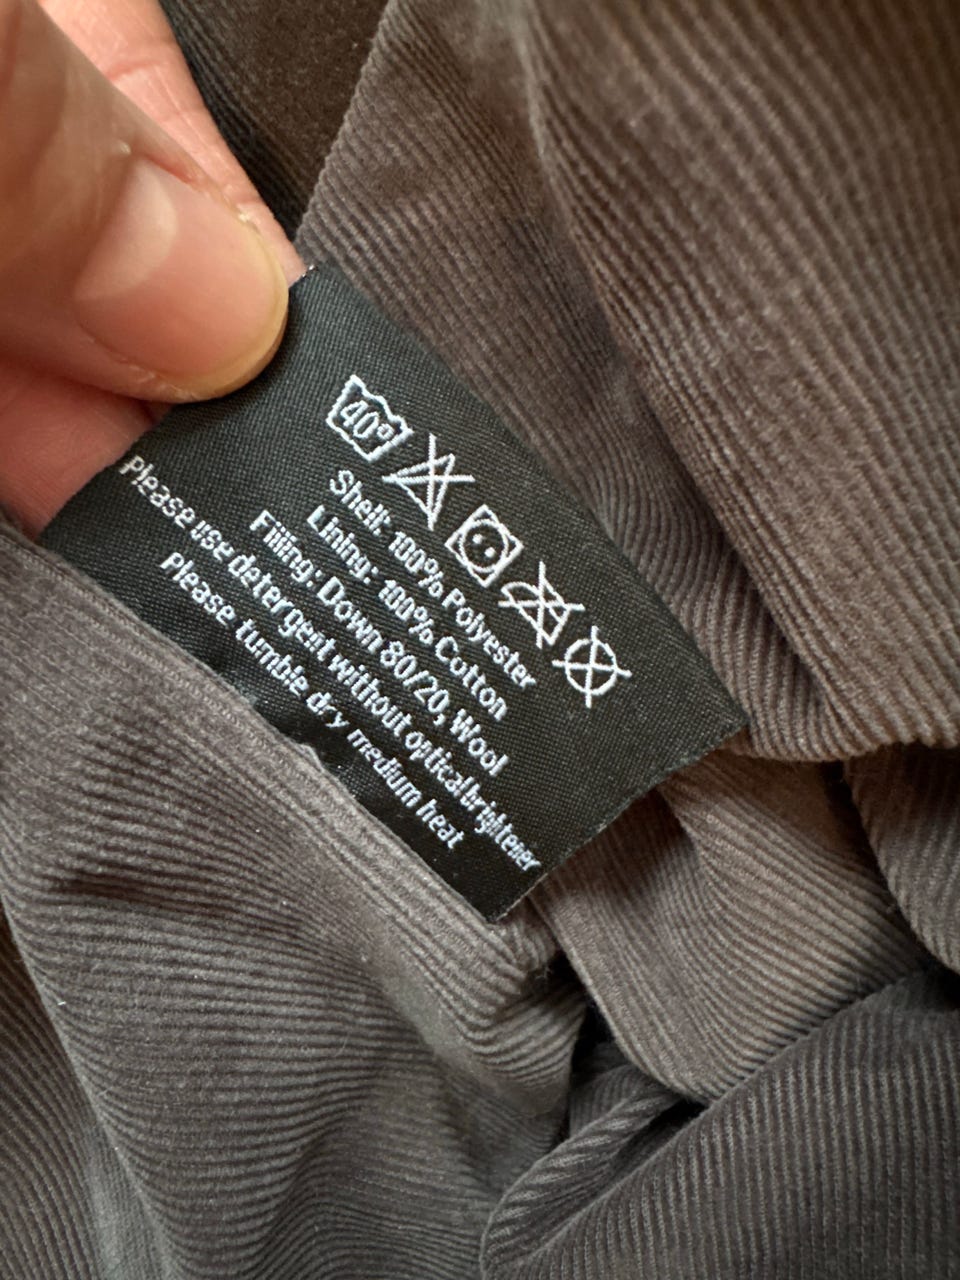 40°
Shell: 100% Polyester
Lining: 100% Cotton
Filling: Down 80/20, Wool
Please use detergent without optical brightener
Please tumble dry medium heat